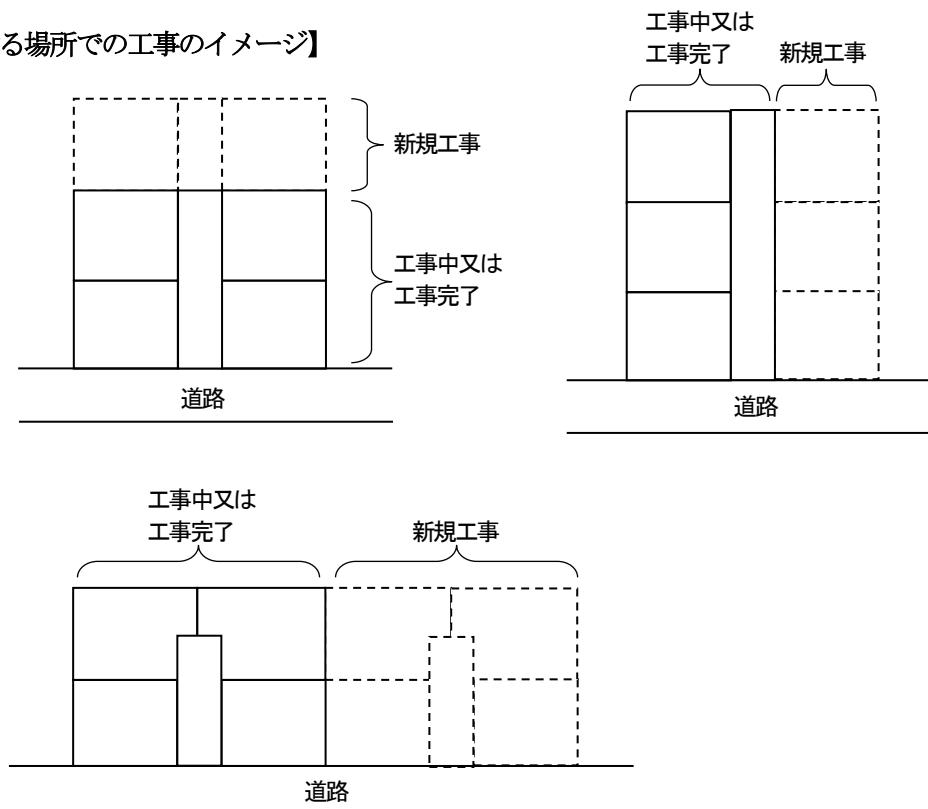 る場所での工事のイメージ】
新規工事
工事中又は
工事完了
道路
工事中又は
工事完了
新規工事
道路
工事中又は
工事完了
新規工事
道路